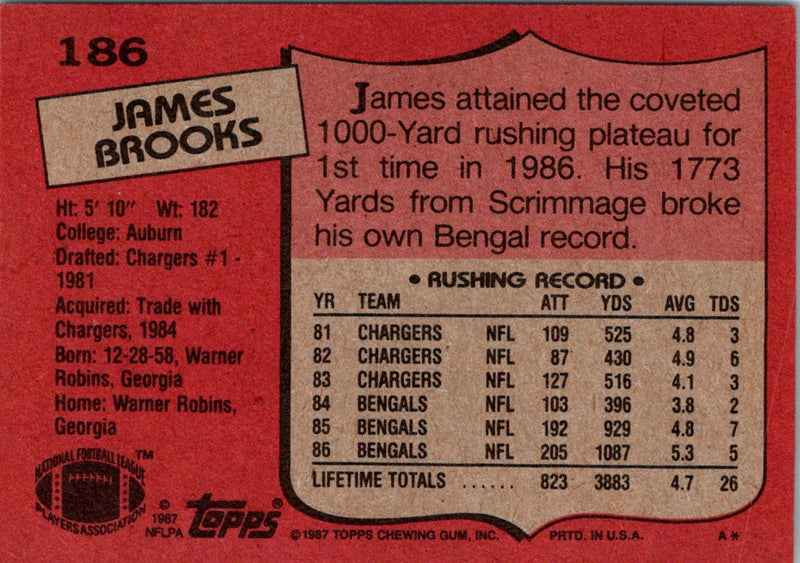 186
JAMES
BROOKS
Ht: 5' 10" Wt: 182
College: Auburn
Drafted: Chargers #1 -
1981
Acquired: Trade with
Chargers, 1984
Born: 12-28-58, Warner
Robins, Georgia
Home: Warner Robins,
Georgia
NATIONAL FOOTBALL LEAGUE
PLAYERS ASSOCIATION
TM
© 1987
NFLPA
topps®
James attained the coveted
1000-Yard rushing plateau for
1st time in 1986. His 1773
Yards from Scrimmage broke
his own Bengal record.
• RUSHING RECORD •
YR TEAM ATT YDS AVG TDS
81 CHARGERS NFL 109 525 4.8 3
82 CHARGERS NFL 87 430 4.9 6
83 CHARGERS NFL 127 516 4.1 3
84 BENGALS NFL 103 396 3.8 2
85 BENGALS NFL 192 929 4.8 7
86 BENGALS NFL 205 1087 5.3 5
LIFETIME TOTALS ...... 823 3883 4.7 26
© 1987 TOPPS CHEWING GUM, INC. PRTD. IN U.S.A. A*